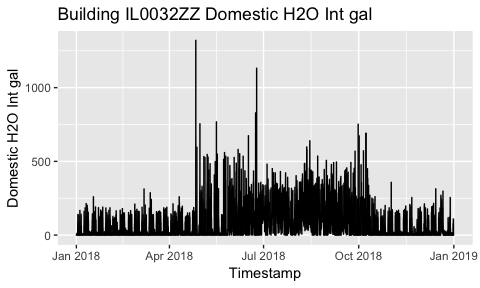 Building IL0032ZZ Domestic H2O Int gal
Domestic H2O Int gal
1000
500
0
Jan 2018 Apr 2018 Jul 2018 Oct 2018 Jan 2019
Timestamp